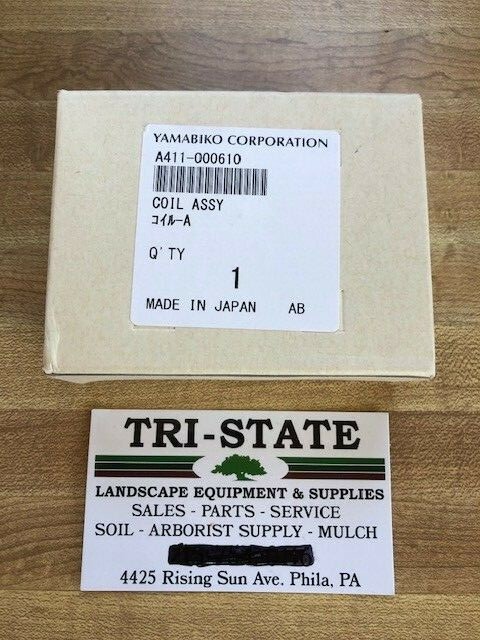 YAMABIKO CORPORATION
A411-000610
COIL ASSY
コイル-A
Q'TY
1
MADE IN JAPAN AB
TRI-STATE
LANDSCAPE EQUIPMENT & SUPPLIES
SALES - PARTS - SERVICE
SOIL - ARBORIST SUPPLY - MULCH
4425 Rising Sun Ave. Phila, PA